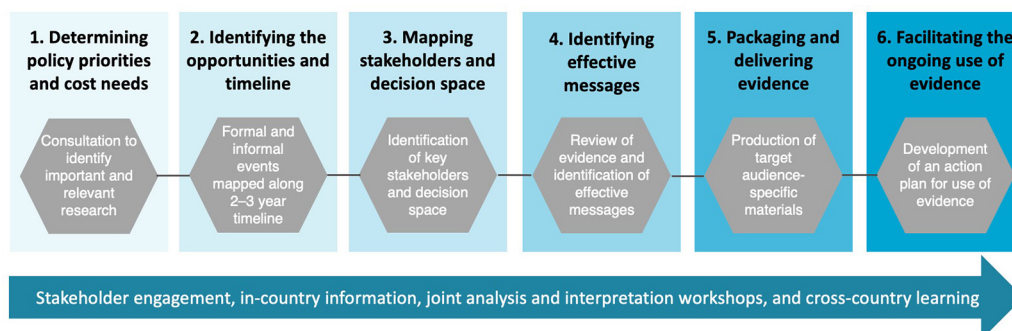 1. Determining
policy priorities
and cost needs
2. Identifying the
opportunities and
timeline
3. Mapping
stakeholders and
decision space
4. Identifying
effective
messages
5. Packaging and
delivering
evidence
6. Facilitating the
ongoing use of
evidence
Consultation to
identify
important and
relevant
research
Formal and
informal
events
mapped along
2–3 year
timeline
Identification
of key
stakeholders
and decision
space
Review of
evidence and
identification of
effective
messages
Production of
target
audience-
specific
materials
Development
of an action
plan for use of
evidence
Stakeholder engagement, in-country information, joint analysis and interpretation workshops, and cross-country learning